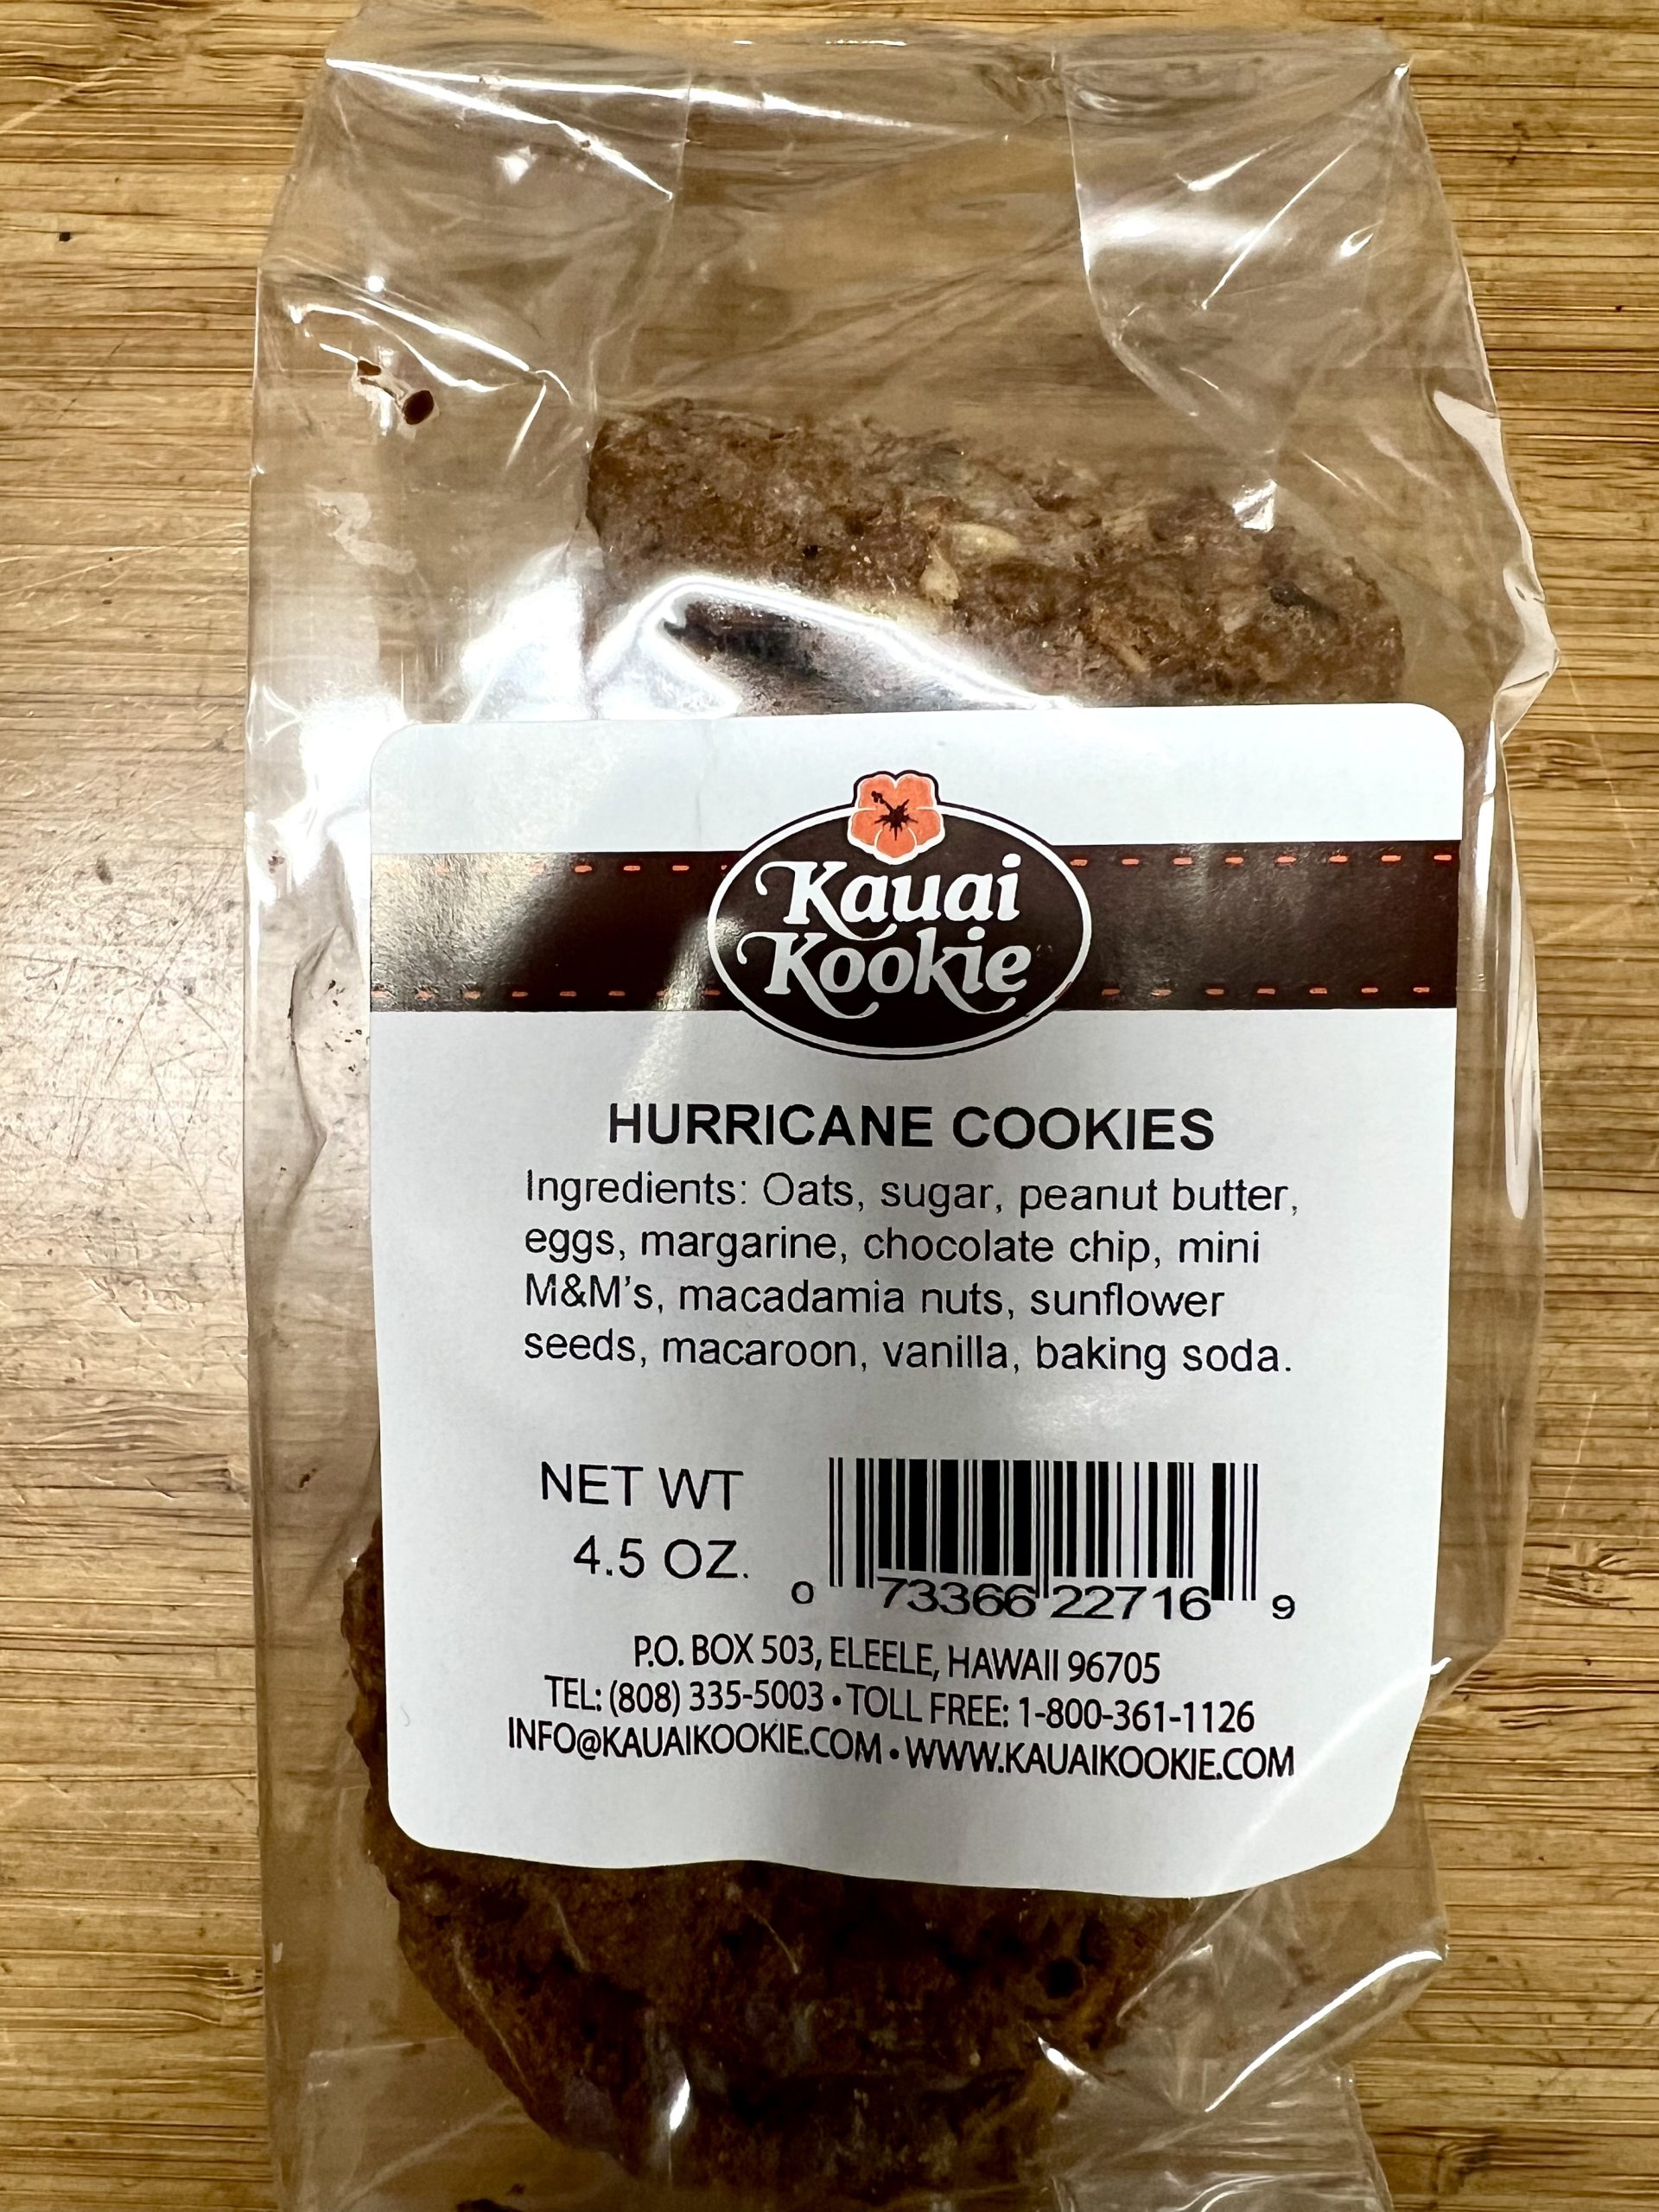 Kauai
Kookie
HURRICANE COOKIES
Ingredients: Oats, sugar, peanut butter,
eggs, margarine, chocolate chip, mini
M&M's, macadamia nuts, sunflower
seeds, macaroon, vanilla, baking soda.
NET WT
4.5 OZ.
0 73366 22716 9
P.O. BOX 503, ELEELE, HAWAII 96705
TEL: (808) 335-5003 • TOLL FREE: 1-800-361-1126
INFO@KAUAIKOOKIE.COM • WWW.KAUAIKOOKIE.COM